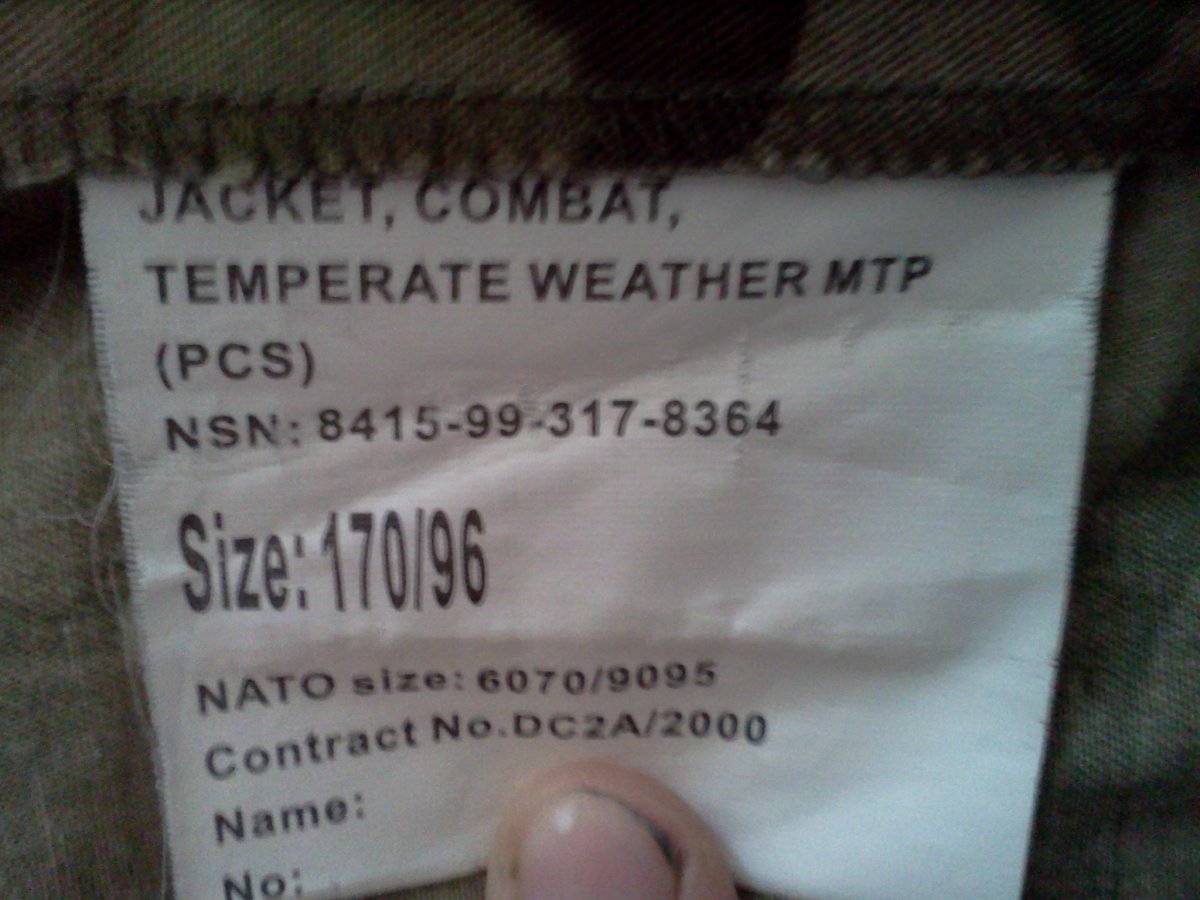 JACKET, COMBAT,
TEMPERATE WEATHER MTP
(PCS)
NSN: 8415-99-317-8364
Size: 170/96
NATO size: 6070/9095
Contract No.DC2A/2000
Name:
No: